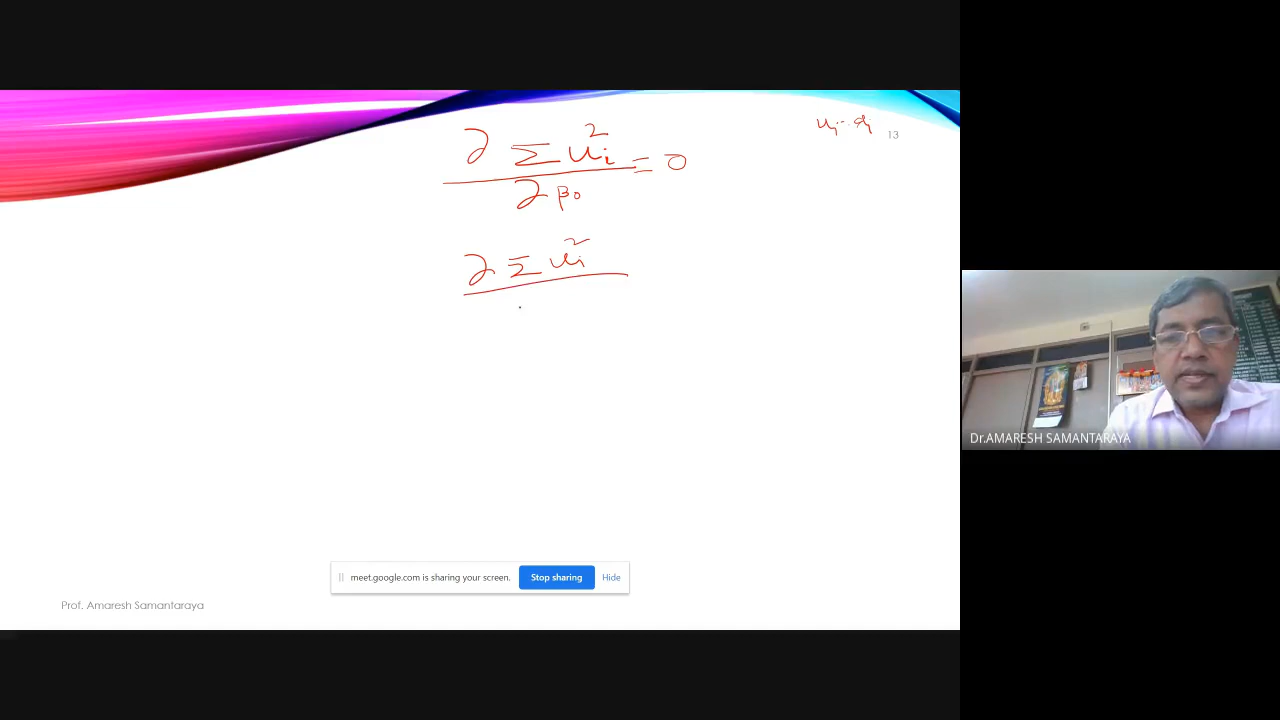 ∂ Σ uᵢ² / ∂ β₀ = 0
13
∂ Σ uᵢ²
Dr.AMARESH SAMANTARAYA
meet.google.com is sharing your screen. Stop sharing Hide
Prof. Amaresh Samantaraya